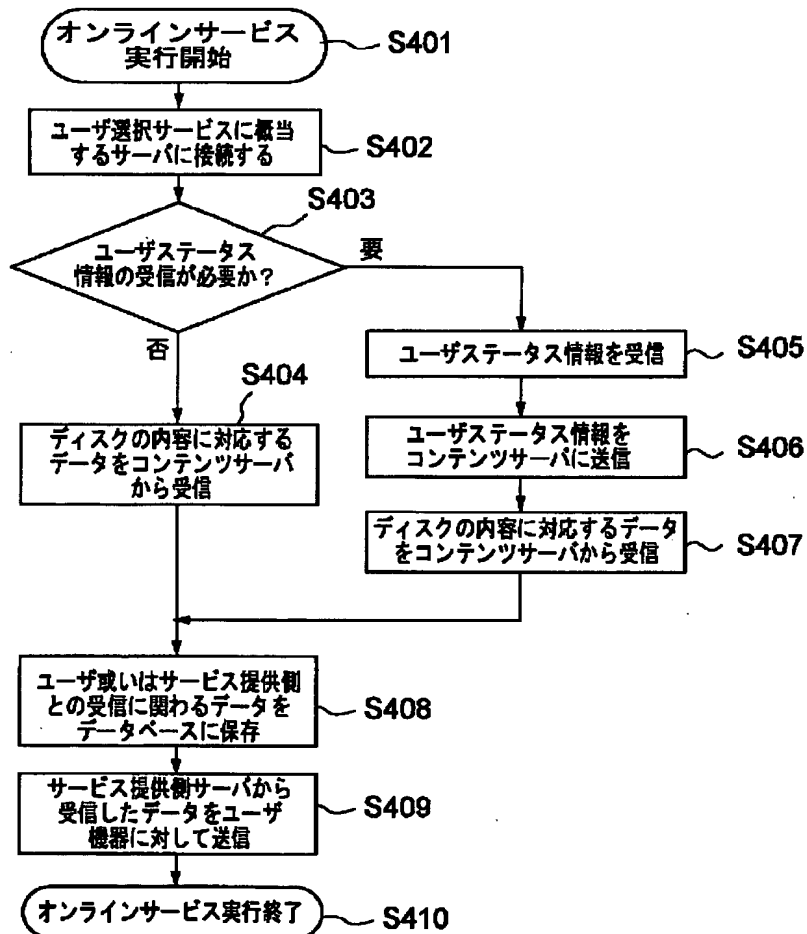 オンラインサービス
実行開始
S401
ユーザ選択サービスに概当
するサーバに接続する
S402
S403
ユーザステータス
情報の受信が必要か？
要
否
S404
ディスクの内容に対応する
データをコンテンツサーバ
から受信
ユーザステータス情報を受信
S405
ユーザステータス情報を
コンテンツサーバに送信
S406
ディスクの内容に対応するデータ
をコンテンツサーバから受信
S407
ユーザ或いはサービス提供側
との受信に関わるデータを
データベースに保存
S408
サービス提供側サーバから
受信したデータをユーザ
機器に対して送信
S409
オンラインサービス実行終了
S410